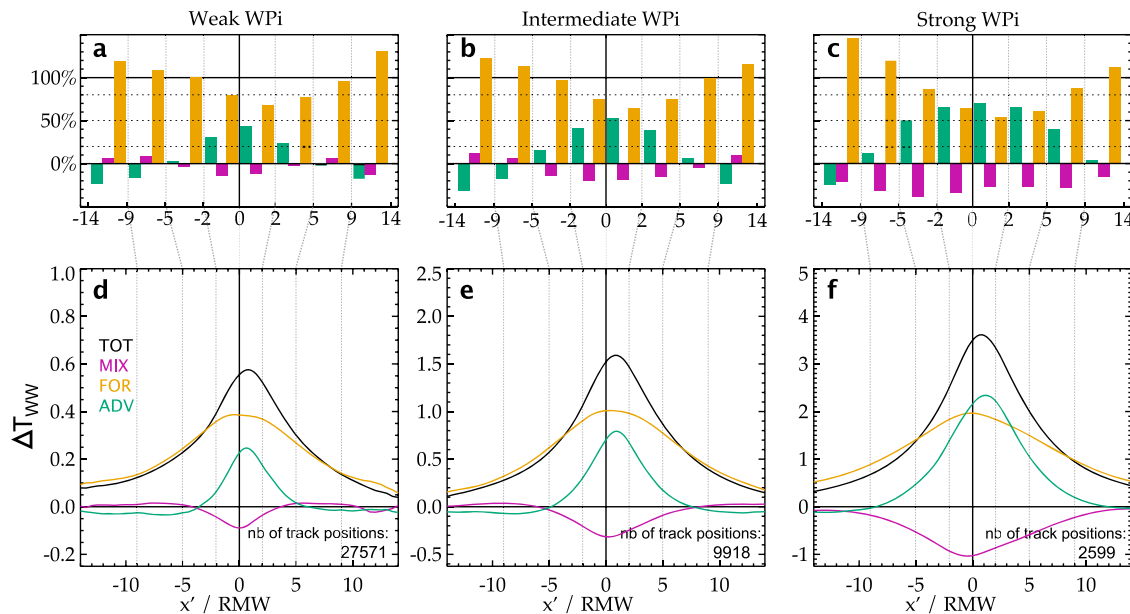 Weak WPi
Intermediate WPi
Strong WPi
a
b
c
100%
50%
0%
-14 -9 -5 -2 0 2 5 9 14
-14 -9 -5 -2 0 2 5 9 14
-14 -9 -5 -2 0 2 5 9 14
d
e
f
1.0
0.8
0.6
0.4
0.2
0.0
-0.2
2.5
2.0
1.5
1.0
0.5
0.0
-0.5
5
4
3
2
1
0
-1
ΔTWW
TOT
MIX
FOR
ADV
nb of track positions:
27571
nb of track positions:
9918
nb of track positions:
2599
-10 -5 0 5 10
-10 -5 0 5 10
-10 -5 0 5 10
x' / RMW
x' / RMW
x' / RMW